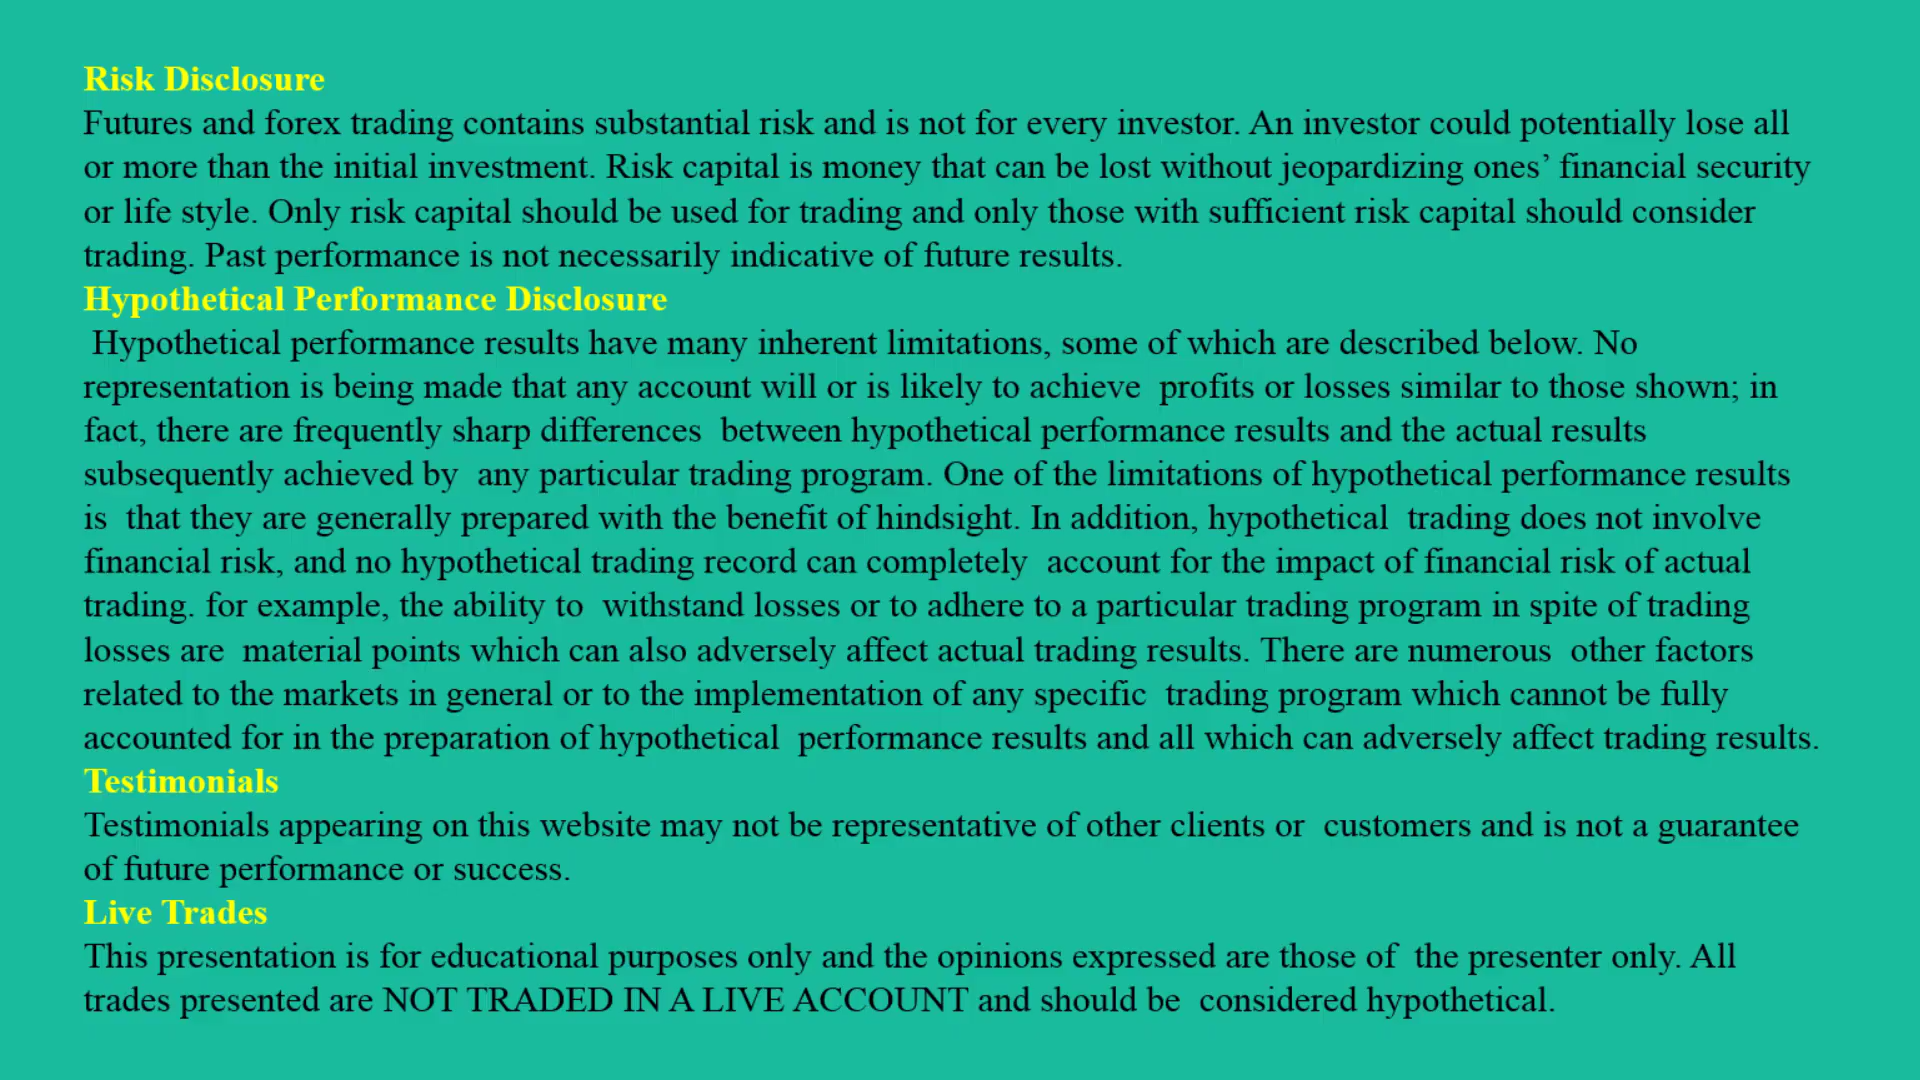 Risk Disclosure
Futures and forex trading contains substantial risk and is not for every investor. An investor could potentially lose all
or more than the initial investment. Risk capital is money that can be lost without jeopardizing ones’ financial security
or life style. Only risk capital should be used for trading and only those with sufficient risk capital should consider
trading. Past performance is not necessarily indicative of future results.
Hypothetical Performance Disclosure
Hypothetical performance results have many inherent limitations, some of which are described below. No
representation is being made that any account will or is likely to achieve profits or losses similar to those shown; in
fact, there are frequently sharp differences between hypothetical performance results and the actual results
subsequently achieved by any particular trading program. One of the limitations of hypothetical performance results
is that they are generally prepared with the benefit of hindsight. In addition, hypothetical trading does not involve
financial risk, and no hypothetical trading record can completely account for the impact of financial risk of actual
trading. for example, the ability to withstand losses or to adhere to a particular trading program in spite of trading
losses are material points which can also adversely affect actual trading results. There are numerous other factors
related to the markets in general or to the implementation of any specific trading program which cannot be fully
accounted for in the preparation of hypothetical performance results and all which can adversely affect trading results.
Testimonials
Testimonials appearing on this website may not be representative of other clients or customers and is not a guarantee
of future performance or success.
Live Trades
This presentation is for educational purposes only and the opinions expressed are those of the presenter only. All
trades presented are NOT TRADED IN A LIVE ACCOUNT and should be considered hypothetical.